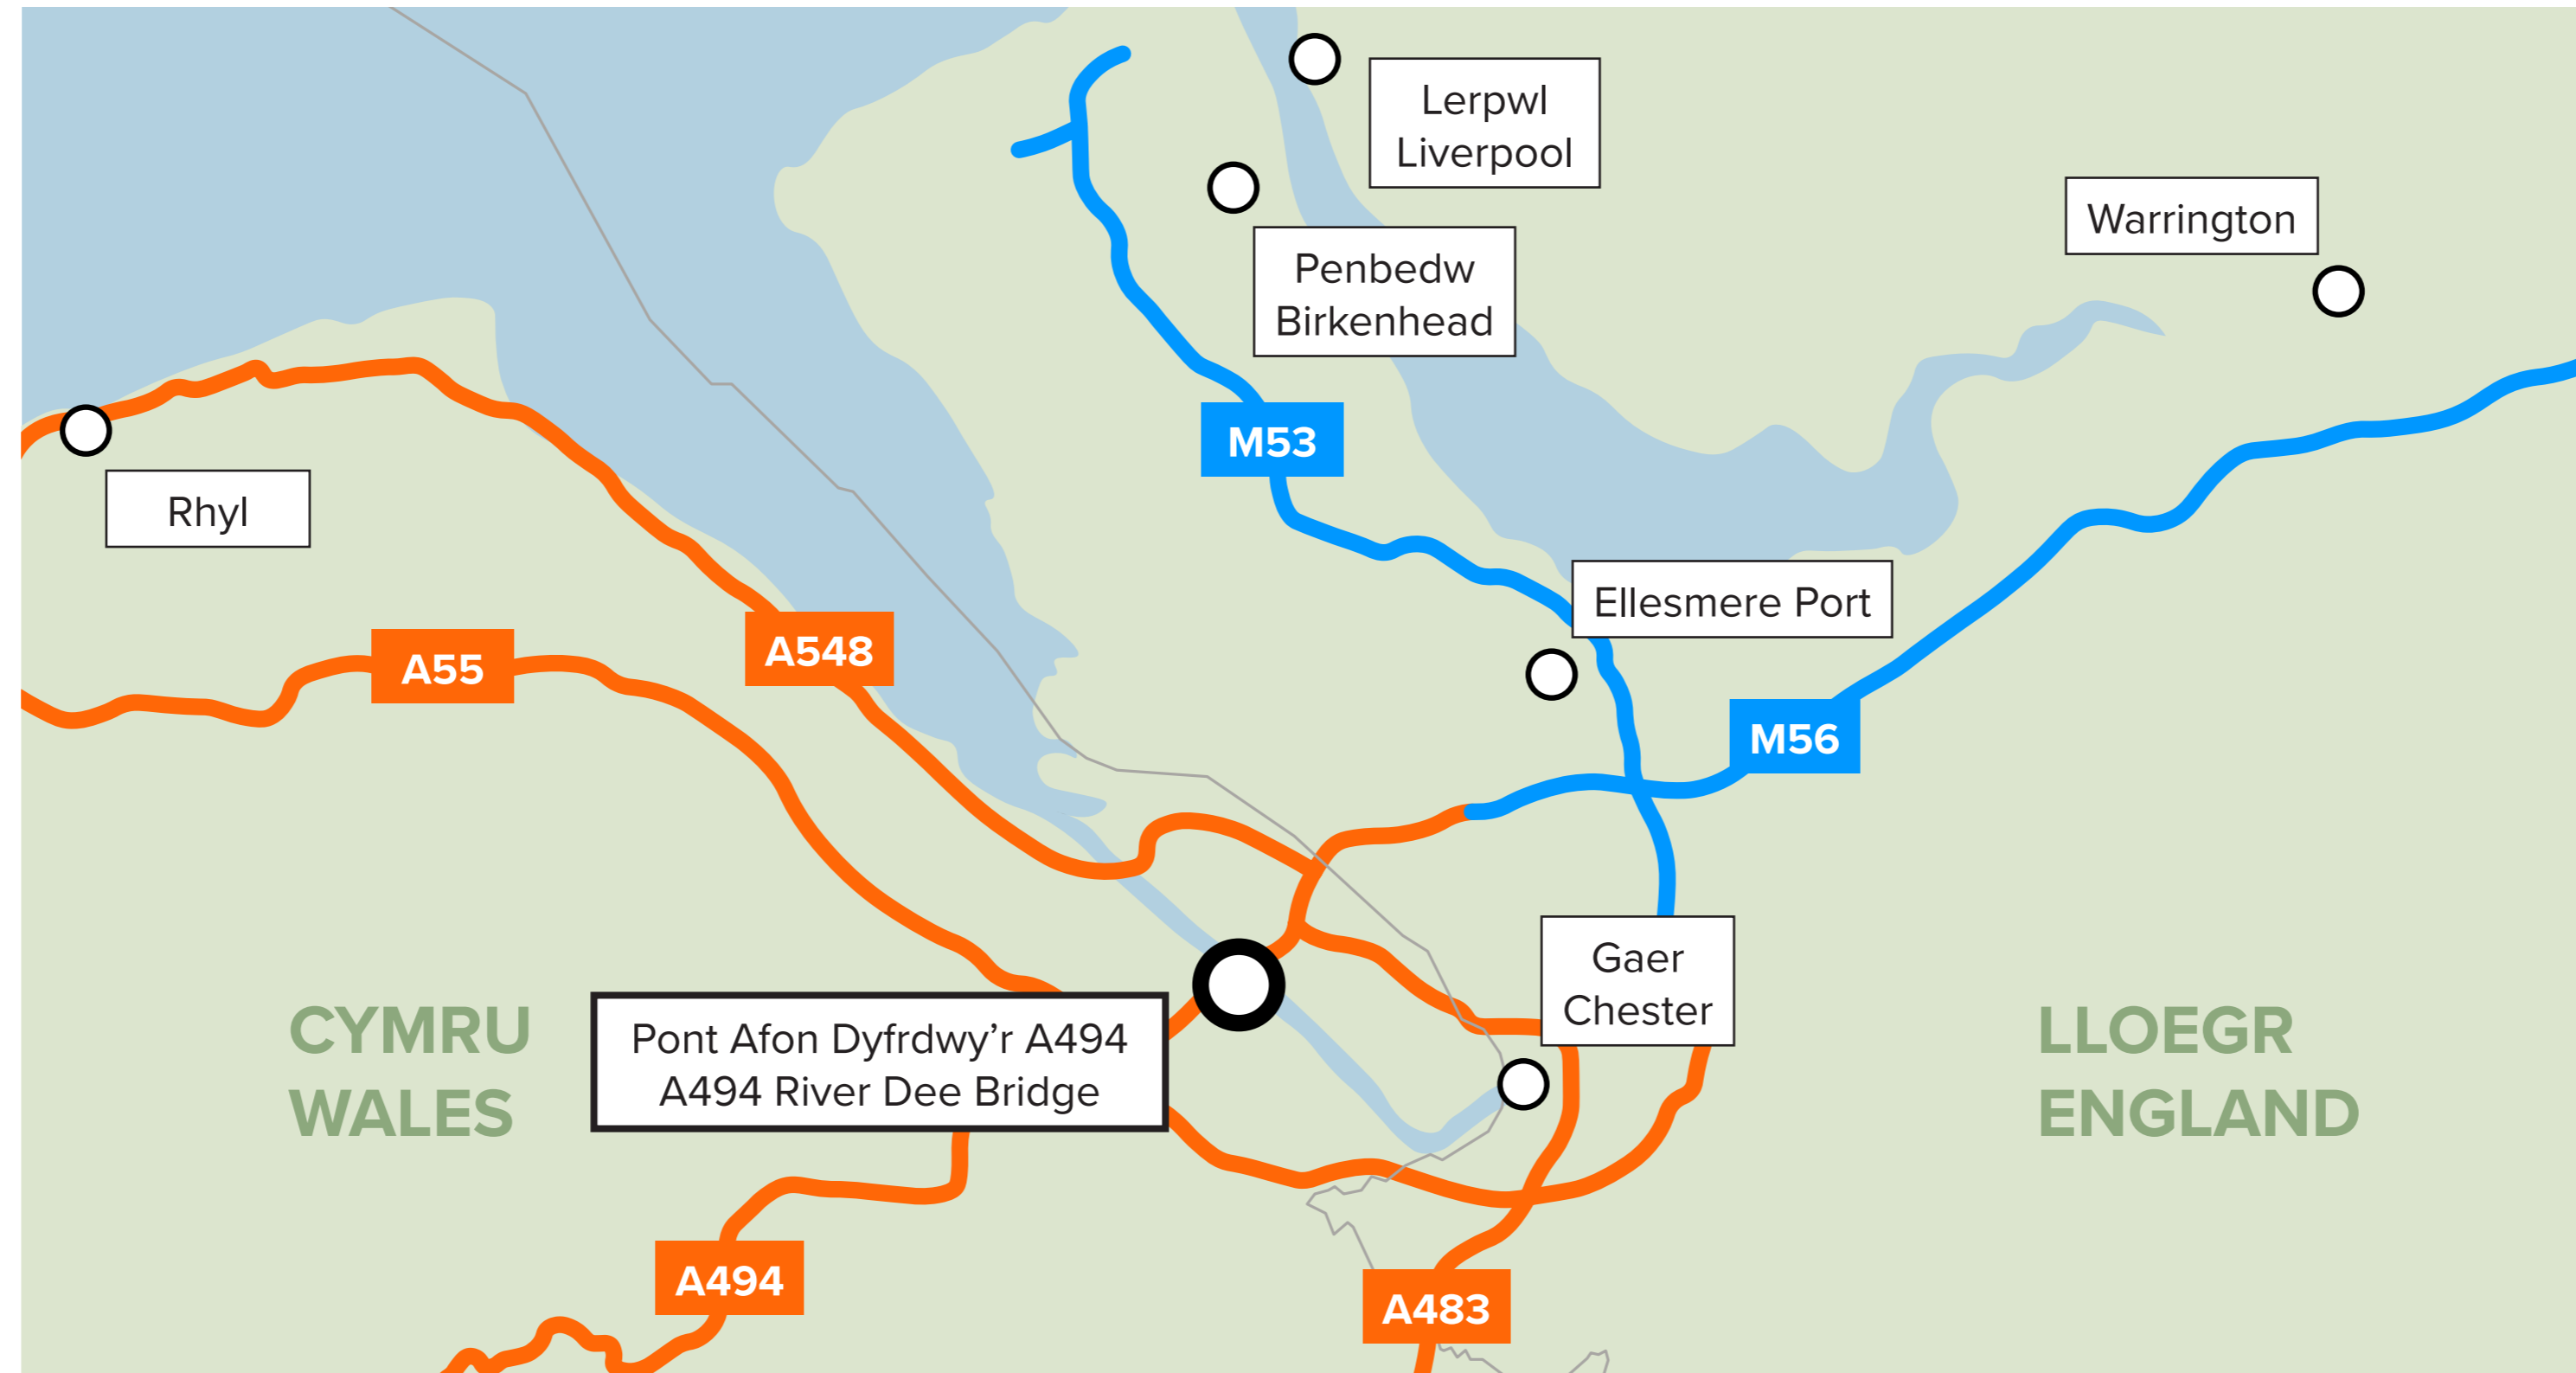 Lerpwl
Liverpool
Warrington
Penbedw
Birkenhead
M53
Rhyl
Ellesmere Port
A548
A55
M56
Gaer
Chester
CYMRU
WALES
Pont Afon Dyfrdwy’r A494
A494 River Dee Bridge
LLOEGR
ENGLAND
A494
A483